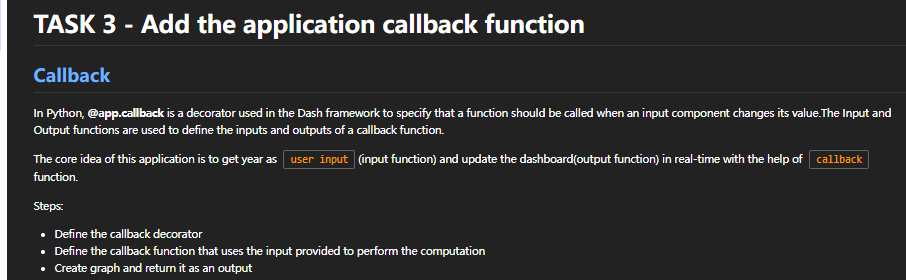 TASK 3 - Add the application callback function
Callback
In Python, @app.callback is a decorator used in the Dash framework to specify that a function should be called when an input component changes its value.The Input and
Output functions are used to define the inputs and outputs of a callback function.
The core idea of this application is to get year as user input (input function) and update the dashboard(output function) in real-time with the help of callback
function.
Steps:
• Define the callback decorator
• Define the callback function that uses the input provided to perform the computation
• Create graph and return it as an output